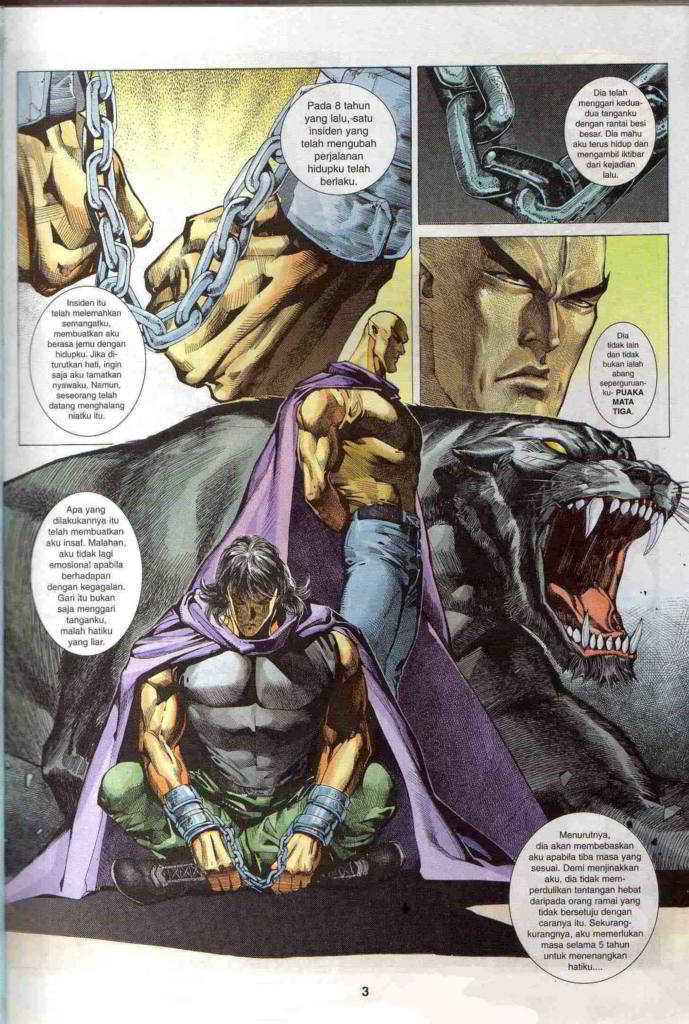 Pada 8 tahun
yang lalu, satu
insiden yang
telah mengubah
perjalanan
hidupku telah
berlaku.
Dia telah
menggari kedua-
dua tanganku
dengan rantai besi
besar. Dia mahu
aku terus hidup dan
mengambil iktibar
dari kejadian
lalu.
Insiden itu
telah melemahkan
semangatku,
membuatkan aku
berasa jemu dengan
hidupku. Jika di-
turutkan hati, ingin
saja aku tamatkan
nyawaku. Namun,
seseorang telah
datang menghalang
niatku itu.
Dia
tidak lain
dan tidak
bukan ialah
abang
seperguruan-
ku- PUAKA
MATA
TIGA.
Apa yang
dilakukannya itu
telah membuatkan
aku insaf. Malahan,
aku tidak lagi
emosional apabila
berhadapan
dengan kegagalan.
Gari itu bukan
saja menggari
tanganku,
malah hatiku
yang liar.
Menurutnya,
dia akan membebaskan
aku apabila tiba masa yang
sesuai. Demi menjinakkan
aku, dia tidak mem-
perdulikan tentangan hebat
daripada orang ramai yang
tidak bersetuju dengan
caranya itu. Sekurang-
kurangnya, aku memerlukan
masa selama 5 tahun
untuk menenangkan
hatiku....
3